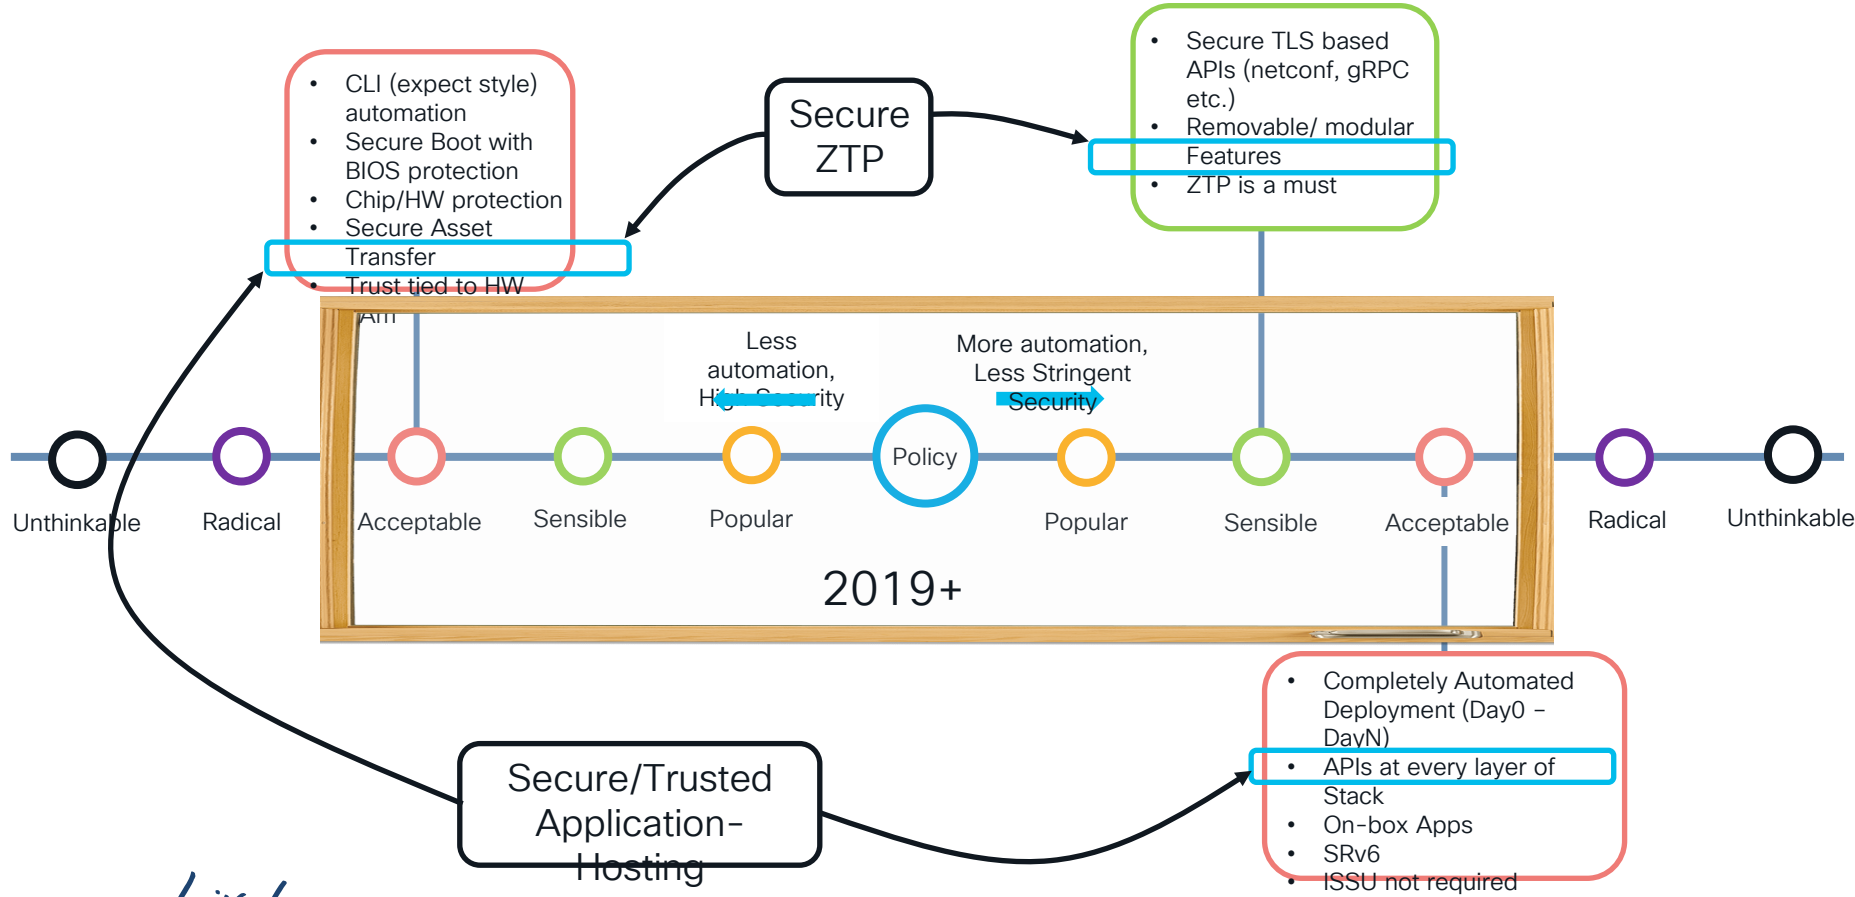 CLI (expect style)
automation
Secure Boot with
BIOS protection
Chip/HW protection
Secure Asset
Transfer
Trust tied to HW
Secure
ZTP
Secure TLS based
APIs (netconf, gRPC
etc.)
Removable/ modular
Features
ZTP is a must
Less
automation,
High Security
More automation,
Less Stringent
Security
Policy
Unthinkable
Radical
Acceptable
Sensible
Popular
Popular
Sensible
Acceptable
Radical
Unthinkable
2019+
Secure/Trusted
Application-
Hosting
Completely Automated
Deployment (Day0 –
DayN)
APIs at every layer of
Stack
On-box Apps
SRv6
ISSU not required